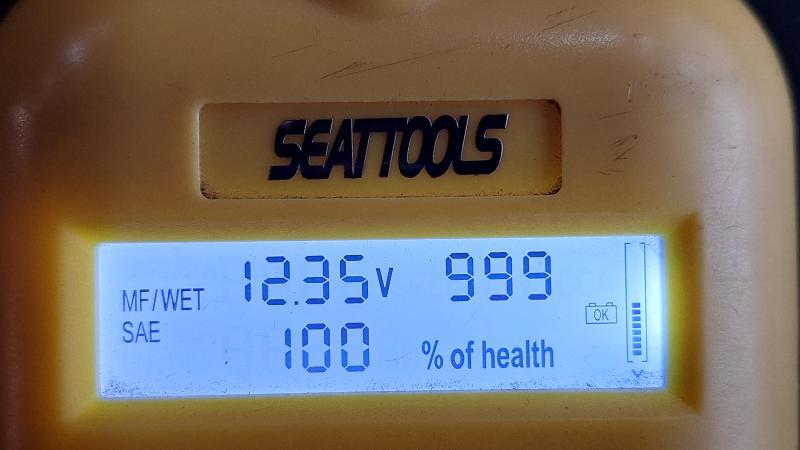 SEATTOOLS
MF/WET 12.35V 999
SAE 100 % of health
OK